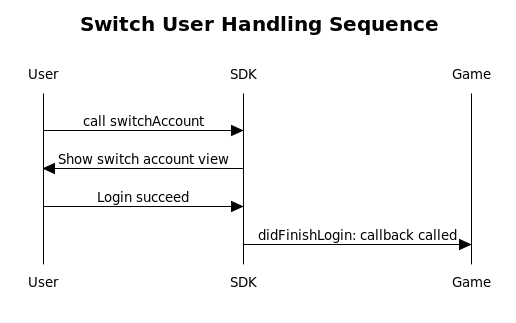 Switch User Handling Sequence
User SDK Game
call switchAccount
Show switch account view
Login succeed
didFinishLogin: callback called
User SDK Game